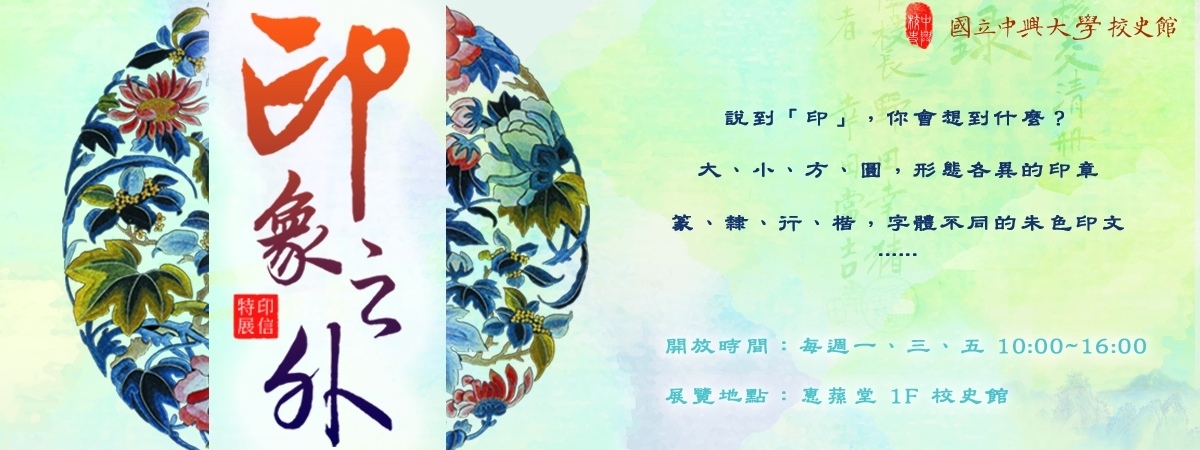 印象之外
印信
特展
國立中興大學校史館
說到「印」，你會想到什麼？
大、小、方、圓，形態各異的印章
篆、隸、行、楷，字體不同的朱色印文
......
開放時間：每週一、三、五 10:00~16:00
展覽地點：惠蓀堂 1F 校史館